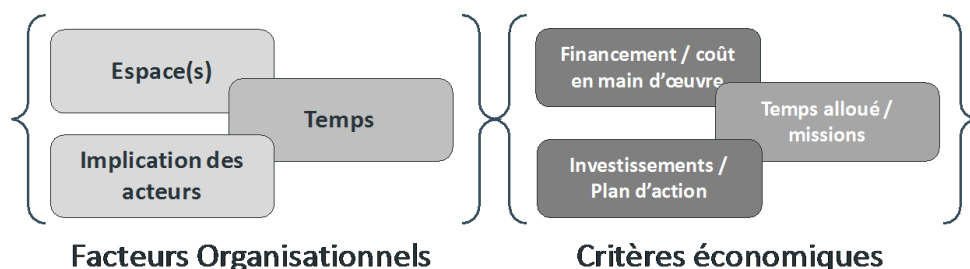 Espace(s)
Temps
Implication des
acteurs
Facteurs Organisationnels
Financement / coût
en main d'œuvre
Temps alloué /
missions
Investissements /
Plan d'action
Critères économiques